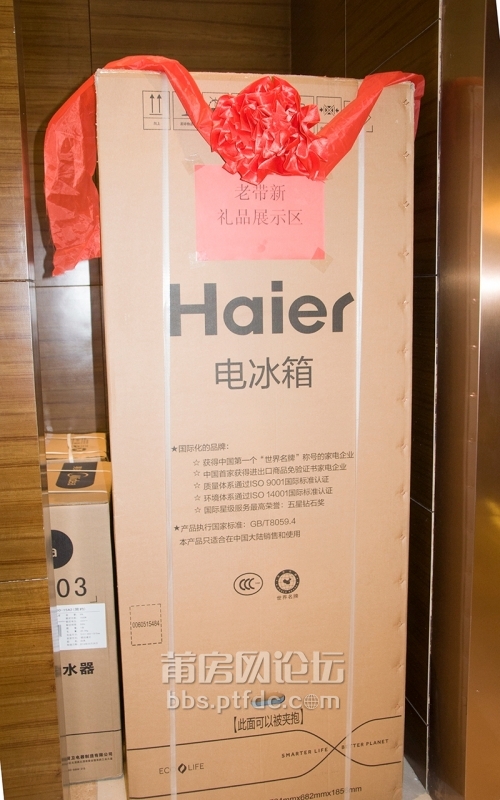 老带新
礼品展示区
Haier
电冰箱
★国际化的品牌：
☆ 获得中国第一个“世界名牌”称号的家电企业
☆ 中国首家获得进出口商品免验证书家电企业
☆ 质量体系通过ISO 9001国际标准认证
☆ 环境体系通过ISO 14001国际标准认证
☆ 国际星级服务最高荣誉：五星钻石奖
★产品执行国家标准：GB/T8059.4
本产品只适合在中国大陆销售和使用
CCC
世界名牌
0060515484
03
水器
莆房网论坛
bbs.ptfdc.com
【此面可以被夹抱】
SMARTER LIFE BETTER PLANET
ECO LIFE